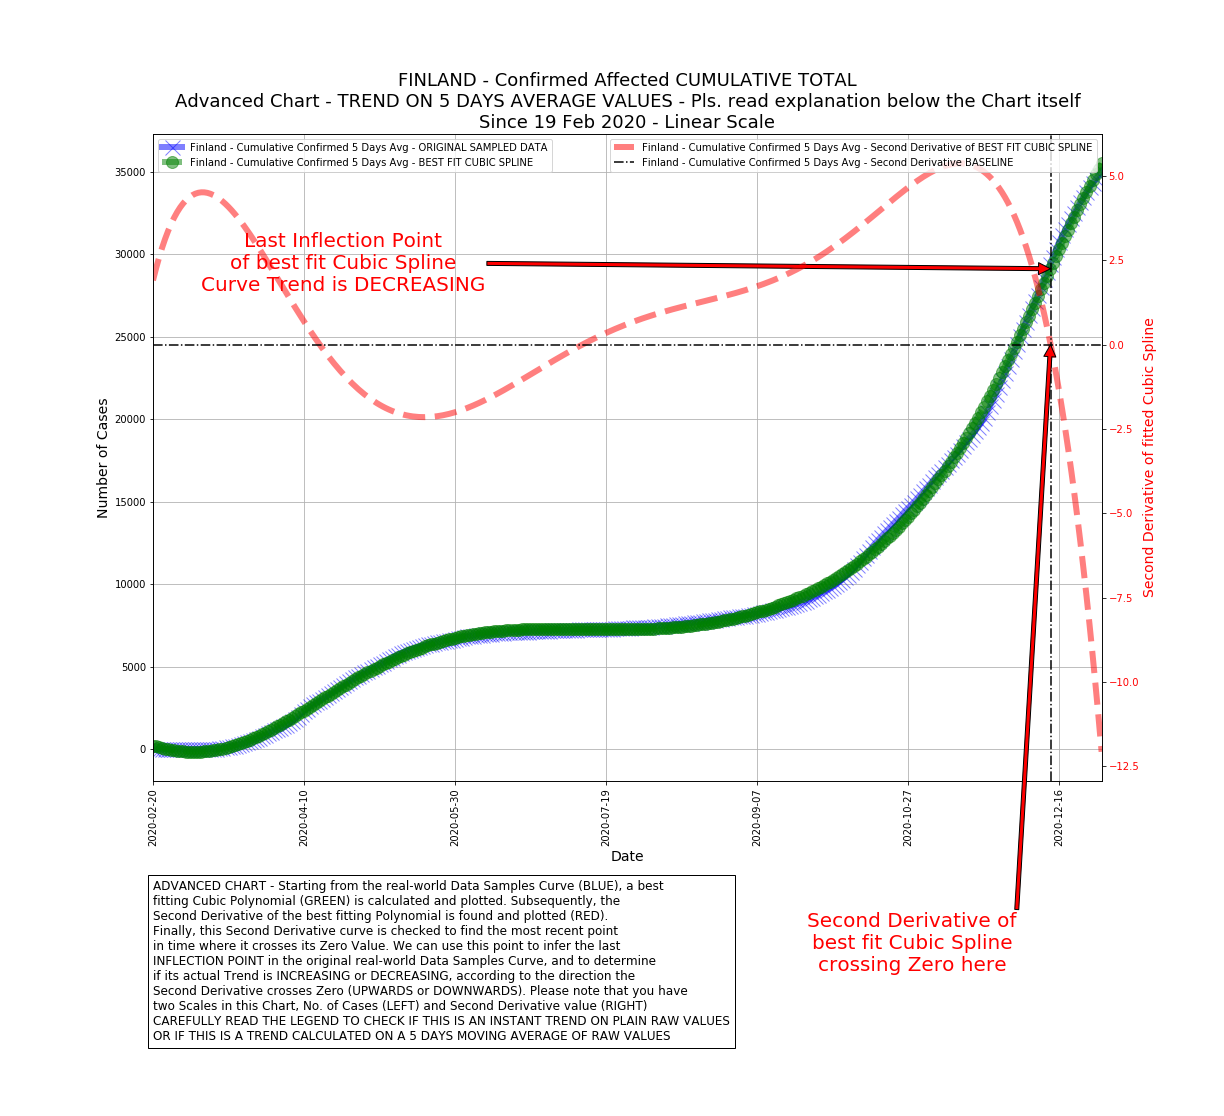 FINLAND - Confirmed Affected CUMULATIVE TOTAL
Advanced Chart - TREND ON 5 DAYS AVERAGE VALUES - Pls. read explanation below the Chart itself
Since 19 Feb 2020 - Linear Scale
Finland - Cumulative Confirmed 5 Days Avg - ORIGINAL SAMPLED DATA
Finland - Cumulative Confirmed 5 Days Avg - BEST FIT CUBIC SPLINE
Finland - Cumulative Confirmed 5 Days Avg - Second Derivative of BEST FIT CUBIC SPLINE
Finland - Cumulative Confirmed 5 Days Avg - Second Derivative BASELINE
Last Inflection Point
of best fit Cubic Spline
Curve Trend is DECREASING
Number of Cases
35000
30000
25000
20000
15000
10000
5000
0
5.0
2.5
0.0
−2.5
−5.0
−7.5
−10.0
−12.5
Second Derivative of fitted Cubic Spline
2020-02-20
2020-04-10
2020-05-30
2020-07-19
2020-09-07
2020-10-27
2020-12-16
Date
ADVANCED CHART - Starting from the real-world Data Samples Curve (BLUE), a best
fitting Cubic Polynomial (GREEN) is calculated and plotted. Subsequently, the
Second Derivative of the best fitting Polynomial is found and plotted (RED).
Finally, this Second Derivative curve is checked to find the most recent point
in time where it crosses its Zero Value. We can use this point to infer the last
INFLECTION POINT in the original real-world Data Samples Curve, and to determine
if its actual Trend is INCREASING or DECREASING, according to the direction the
Second Derivative crosses Zero (UPWARDS or DOWNWARDS). Please note that you have
two Scales in this Chart, No. of Cases (LEFT) and Second Derivative value (RIGHT)
CAREFULLY READ THE LEGEND TO CHECK IF THIS IS AN INSTANT TREND ON PLAIN RAW VALUES
OR IF THIS IS A TREND CALCULATED ON A 5 DAYS MOVING AVERAGE OF RAW VALUES
Second Derivative of
best fit Cubic Spline
crossing Zero here